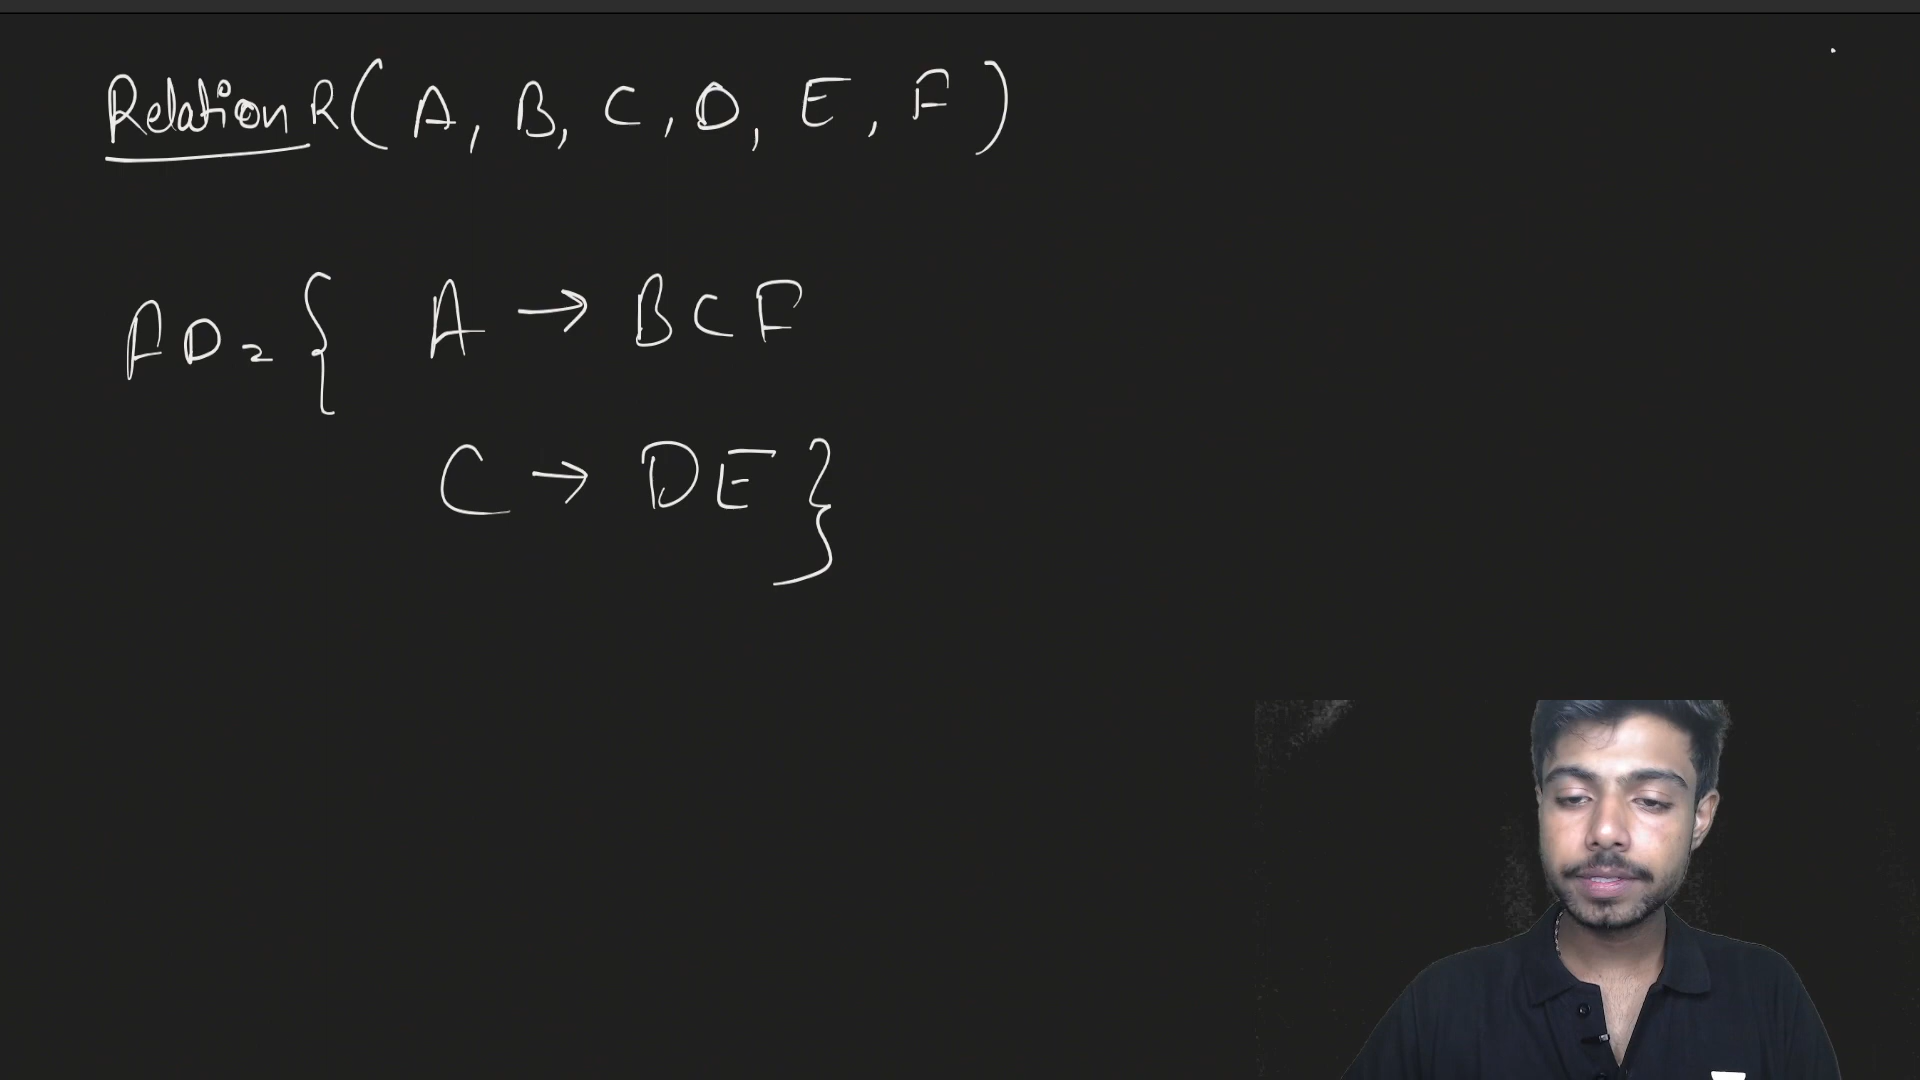 Relation R(A, B, C, D, E, F)
FD = { A → BCF
C → DE }